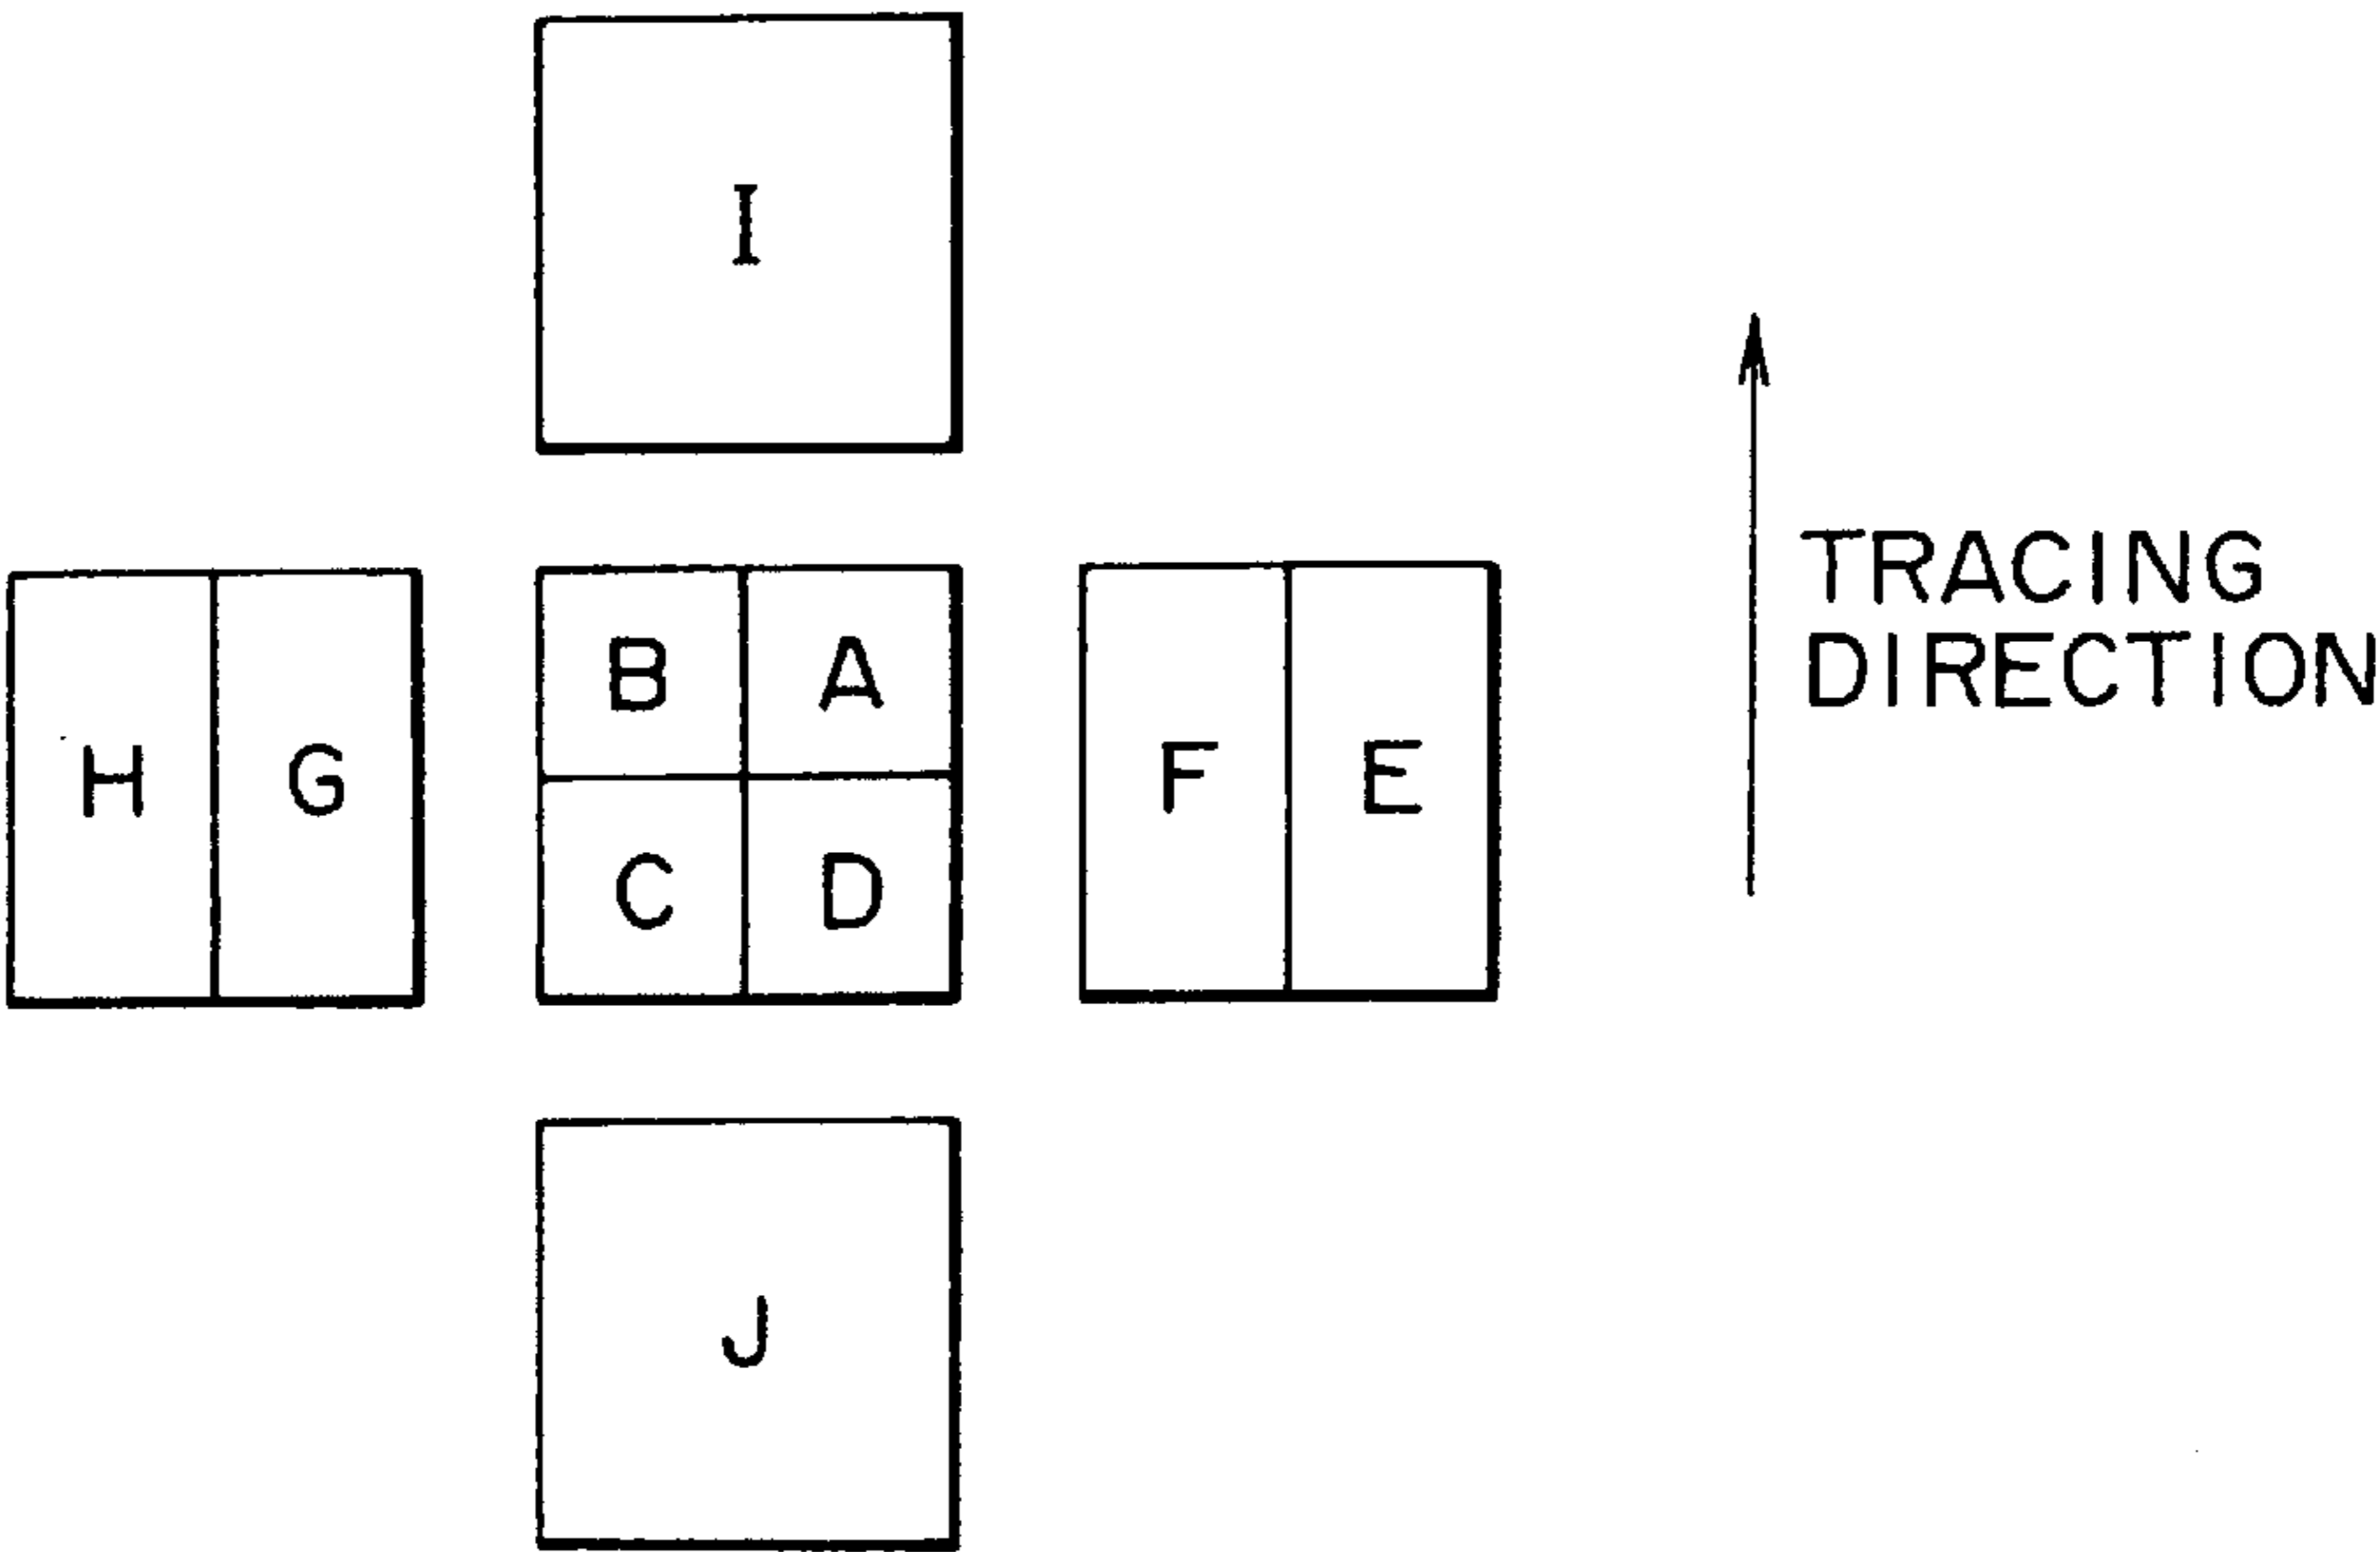 I
TRACING
DIRECTION
B A
H G F E
C D
J